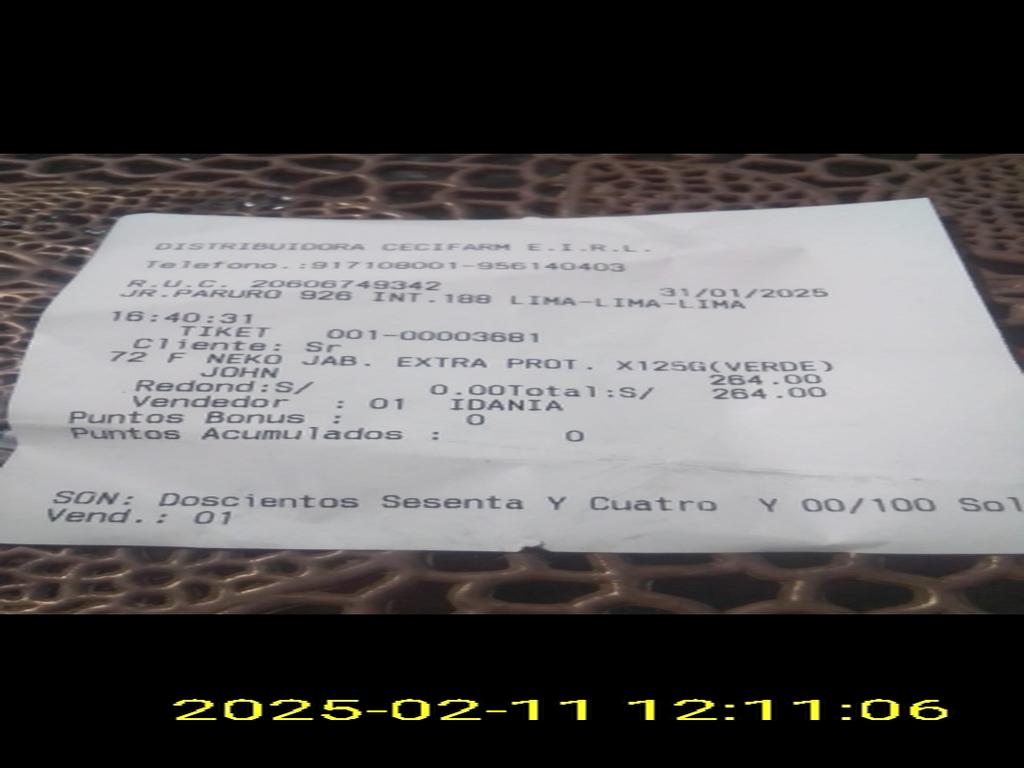 DISTRIBUIDORA CECIFARM E.I.R.L.
Telefono.:917108001-956140403
R.U.C. 20606749342 31/01/2025
JR.PARURO 926 INT.188 LIMA-LIMA-LIMA
16:40:31
TIKET 001-00003681
Cliente: Sr
72 F NEKO JAB. EXTRA PROT. X125G(VERDE)
JOHN 264.00
Redond:S/ 0.00Total:S/ 264.00
Vendedor : 01 IDANIA
Puntos Bonus : 0
Puntos Acumulados : 0
SON: Doscientos Sesenta Y Cuatro Y 00/100 Sol
Vend.: 01
2025-02-11 12:11:06